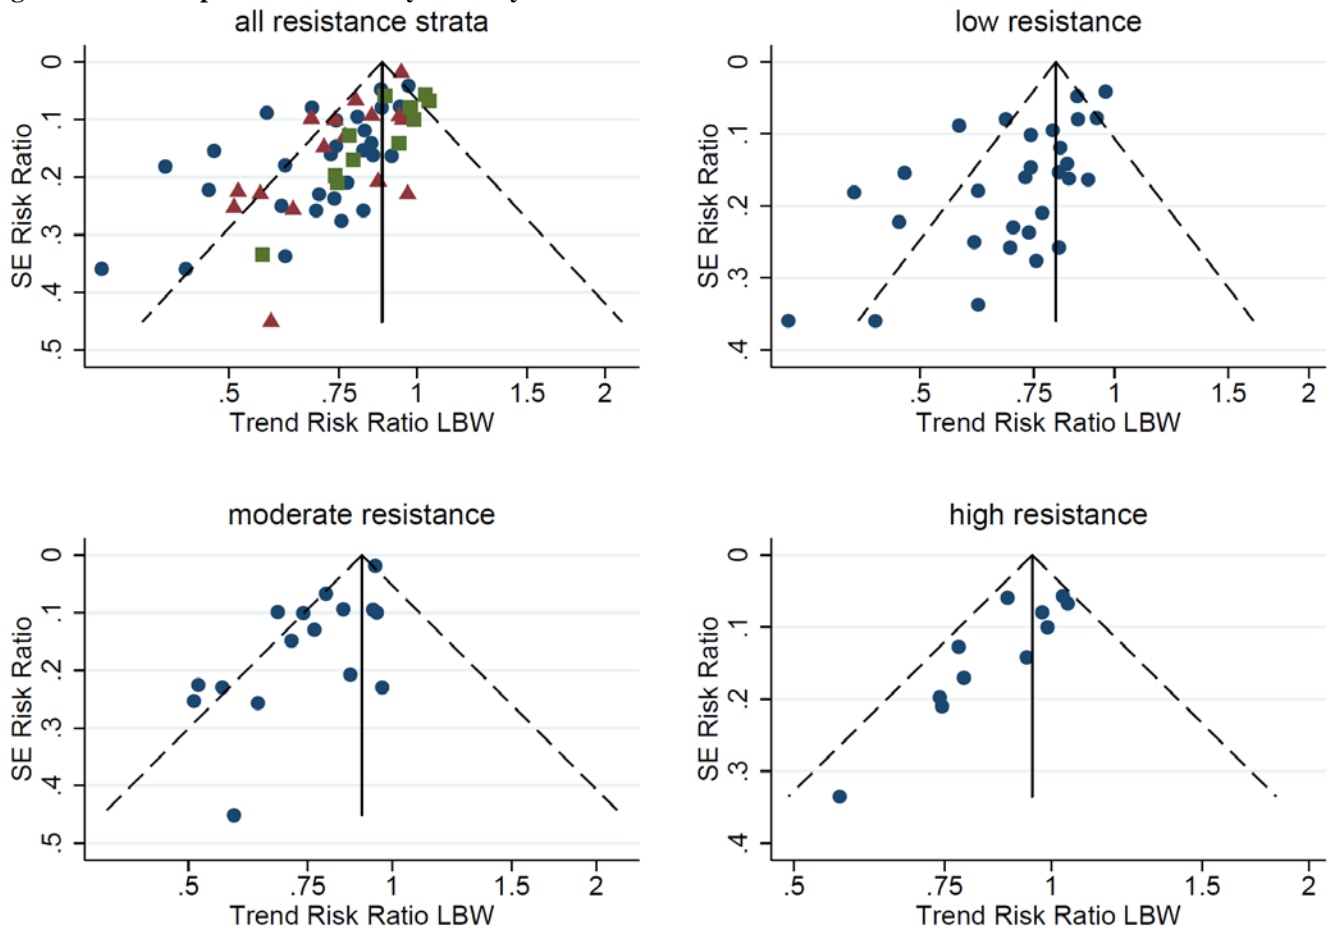 all resistance strata
SE Risk Ratio
0
.1
.2
.3
.4
.5
.5 .75 1 1.5 2
Trend Risk Ratio LBW
low resistance
SE Risk Ratio
0
.1
.2
.3
.4
.5 .75 1 1.5 2
Trend Risk Ratio LBW
moderate resistance
SE Risk Ratio
0
.1
.2
.3
.4
.5
.5 .75 1 1.5 2
Trend Risk Ratio LBW
high resistance
SE Risk Ratio
0
.1
.2
.3
.4
.5 .75 1 1.5 2
Trend Risk Ratio LBW